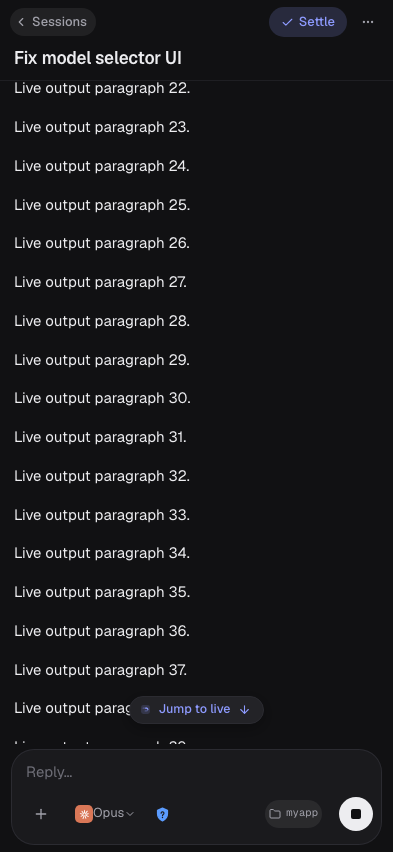 Sessions
Settle
Fix model selector UI
Live output paragraph 22.
Live output paragraph 23.
Live output paragraph 24.
Live output paragraph 25.
Live output paragraph 26.
Live output paragraph 27.
Live output paragraph 28.
Live output paragraph 29.
Live output paragraph 30.
Live output paragraph 31.
Live output paragraph 32.
Live output paragraph 33.
Live output paragraph 34.
Live output paragraph 35.
Live output paragraph 36.
Live output paragraph 37.
Live output
Jump to live
Reply...
Opus
myapp